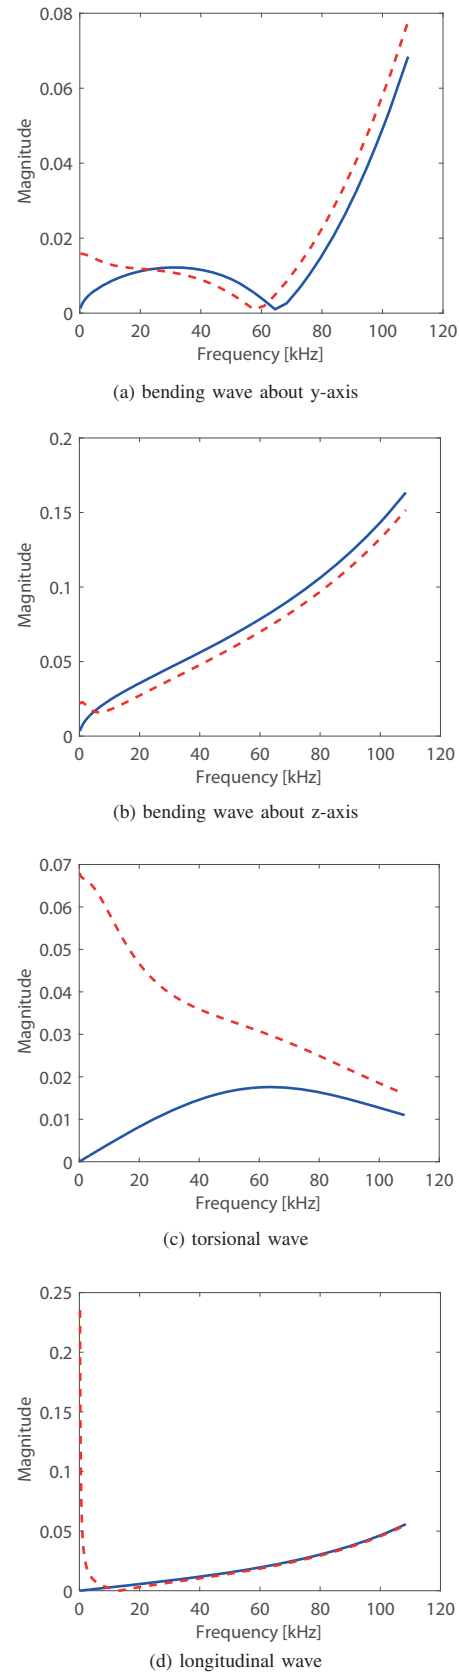 0.08
0.06
0.04
0.02
0
Magnitude
0 20 40 60 80 100 120
Frequency [kHz]
(a) bending wave about y-axis
0.2
0.15
0.1
0.05
0
Magnitude
0 20 40 60 80 100 120
Frequency [kHz]
(b) bending wave about z-axis
0.07
0.06
0.05
0.04
0.03
0.02
0.01
0
Magnitude
0 20 40 60 80 100 120
Frequency [kHz]
(c) torsional wave
0.25
0.2
0.15
0.1
0.05
0
Magnitude
0 20 40 60 80 100 120
Frequency [kHz]
(d) longitudinal wave